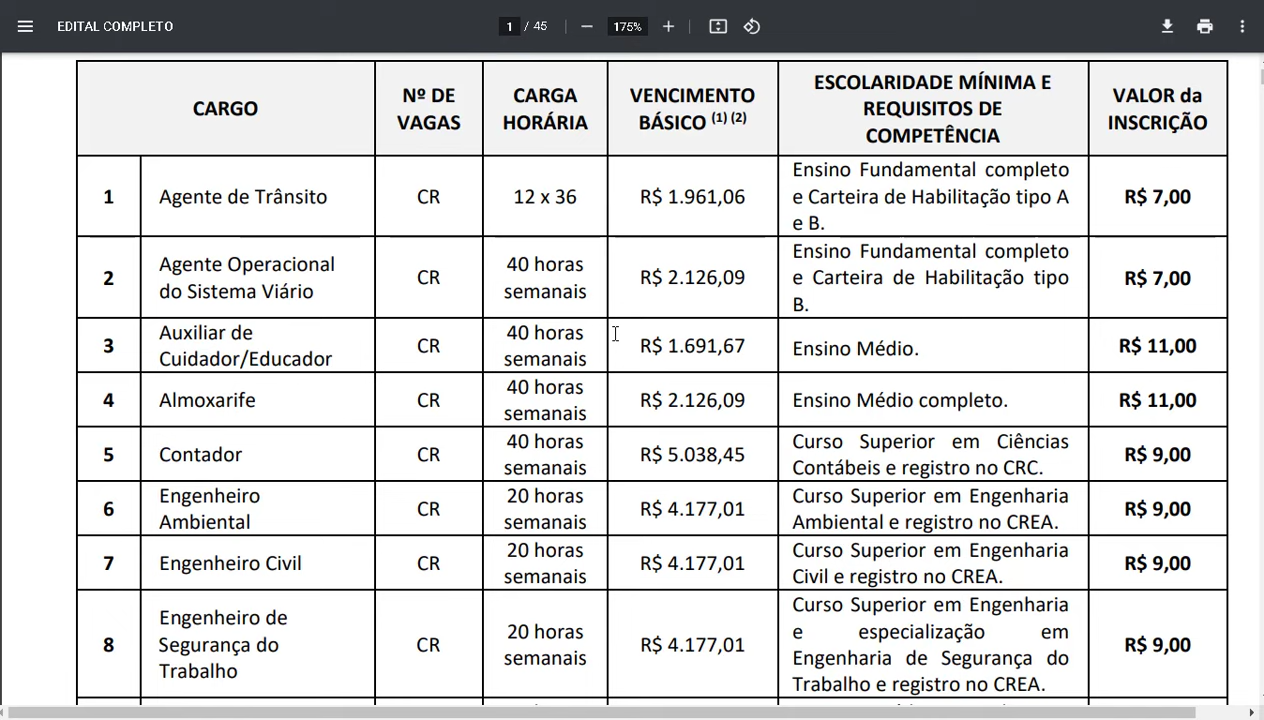 EDITAL COMPLETO
1 / 45
175%
CARGO
Nº DE
VAGAS
CARGA
HORÁRIA
VENCIMENTO
BÁSICO (1) (2)
ESCOLARIDADE MÍNIMA E
REQUISITOS DE
COMPETÊNCIA
VALOR da
INSCRIÇÃO
1
Agente de Trânsito
CR
12 x 36
R$ 1.961,06
Ensino Fundamental completo
e Carteira de Habilitação tipo A
e B.
R$ 7,00
2
Agente Operacional
do Sistema Viário
CR
40 horas
semanais
R$ 2.126,09
Ensino Fundamental completo
e Carteira de Habilitação tipo
B.
R$ 7,00
3
Auxiliar de
Cuidador/Educador
CR
40 horas
semanais
R$ 1.691,67
Ensino Médio.
R$ 11,00
4
Almoxarife
CR
40 horas
semanais
R$ 2.126,09
Ensino Médio completo.
R$ 11,00
5
Contador
CR
40 horas
semanais
R$ 5.038,45
Curso Superior em Ciências
Contábeis e registro no CRC.
R$ 9,00
6
Engenheiro
Ambiental
CR
20 horas
semanais
R$ 4.177,01
Curso Superior em Engenharia
Ambiental e registro no CREA.
R$ 9,00
7
Engenheiro Civil
CR
20 horas
semanais
R$ 4.177,01
Curso Superior em Engenharia
Civil e registro no CREA.
R$ 9,00
8
Engenheiro de
Segurança do
Trabalho
CR
20 horas
semanais
R$ 4.177,01
Curso Superior em Engenharia
e especialização em
Engenharia de Segurança do
Trabalho e registro no CREA.
R$ 9,00